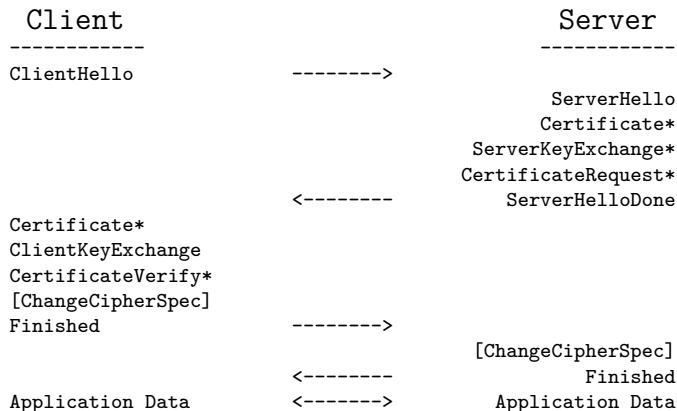 Client Server
------------ ------------
ClientHello -------->
ServerHello
Certificate*
ServerKeyExchange*
CertificateRequest*
<-------- ServerHelloDone
Certificate*
ClientKeyExchange
CertificateVerify*
[ChangeCipherSpec]
Finished -------->
[ChangeCipherSpec]
<-------- Finished
Application Data <-------> Application Data